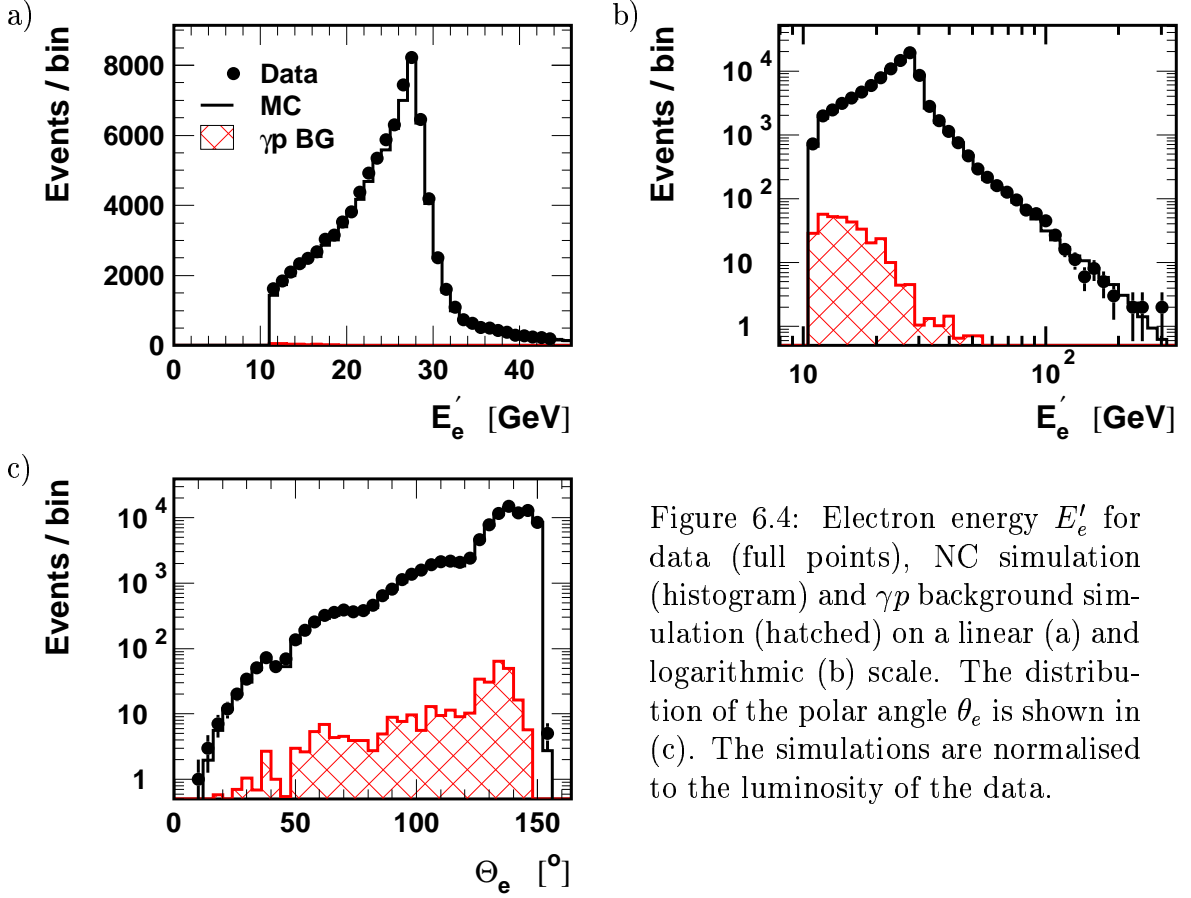 a)
Events / bin
8000
6000
4000
2000
0
Data
MC
γp BG
0 10 20 30 40
E′e [GeV]
b)
Events / bin
10^4
10^3
10^2
10
1
10 10^2
E′e [GeV]
c)
Events / bin
10^4
10^3
10^2
10
1
0 50 100 150
Θe [°]
Figure 6.4: Electron energy E′e for
data (full points), NC simulation
(histogram) and γp background sim-
ulation (hatched) on a linear (a) and
logarithmic (b) scale. The distribu-
tion of the polar angle θe is shown in
(c). The simulations are normalised
to the luminosity of the data.